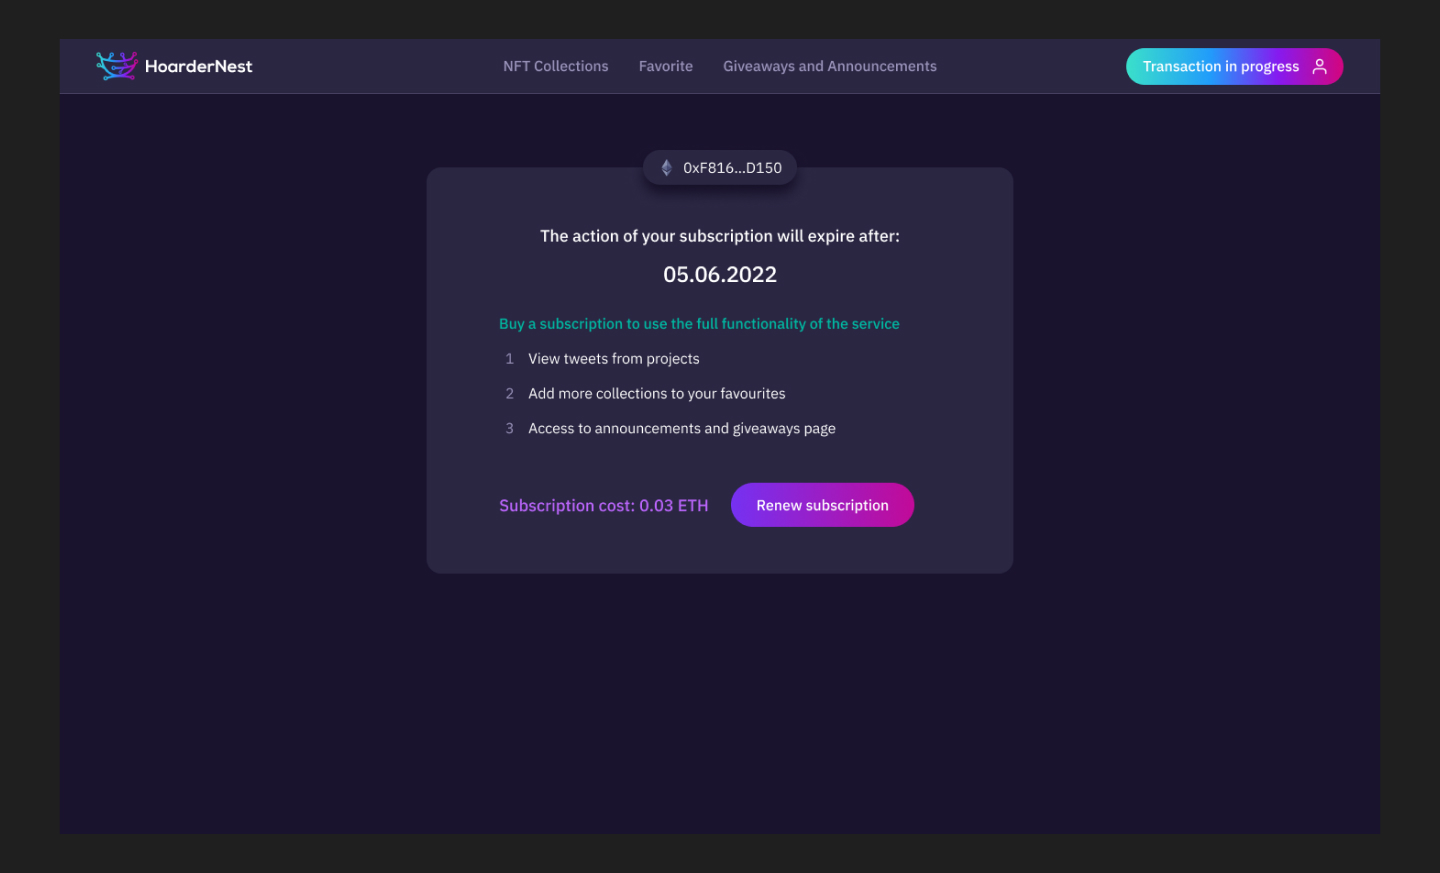 HoarderNest
NFT Collections
Favorite
Giveaways and Announcements
Transaction in progress
0xF816...D150
The action of your subscription will expire after:
05.06.2022
Buy a subscription to use the full functionality of the service
1 View tweets from projects
2 Add more collections to your favourites
3 Access to announcements and giveaways page
Subscription cost: 0.03 ETH
Renew subscription